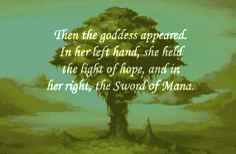 Then the goddess appeared.
In her left hand, she held
the light of hope, and in
her right, the Sword of Mana.